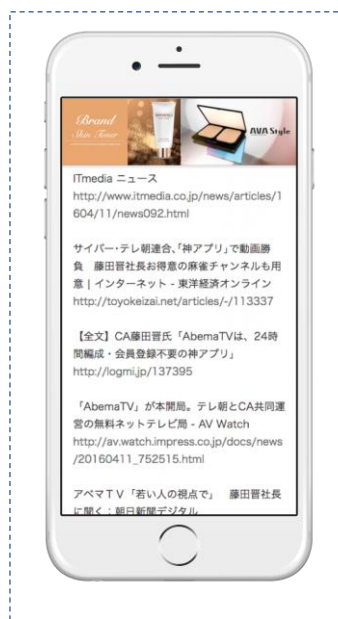 Brand
Skin Toner
AVA Style
ITmedia ニュース
http://www.itmedia.co.jp/news/articles/1
604/11/news092.html
サイバー・テレ朝連合、「神アプリ」で動画勝
負 藤田晋社長お得意の麻雀チャンネルも用
意 | インターネット - 東洋経済オンライン
http://toyokeizai.net/articles/-/113337
【全文】CA藤田晋氏「AbemaTVは、24時
間編成・会員登録不要の神アプリ」
http://logmi.jp/137395
「AbemaTV」が本開局。テレ朝とCA共同運
営の無料ネットテレビ局 - AV Watch
http://av.watch.impress.co.jp/docs/news
/20160411_752515.html
アベマTV「若い人の視点で」 藤田晋社長
に聞く：朝日新聞デジタル